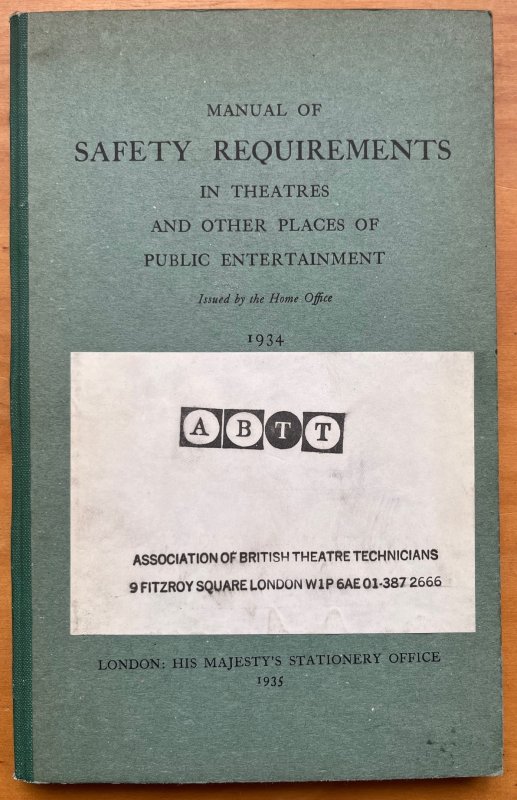 MANUAL OF
SAFETY REQUIREMENTS
IN THEATRES
AND OTHER PLACES OF
PUBLIC ENTERTAINMENT
Issued by the Home Office
1934
ABTT
ASSOCIATION OF BRITISH THEATRE TECHNICIANS
9 FITZROY SQUARE LONDON W1P 6AE 01-387 2666
LONDON: HIS MAJESTY'S STATIONERY OFFICE
1935